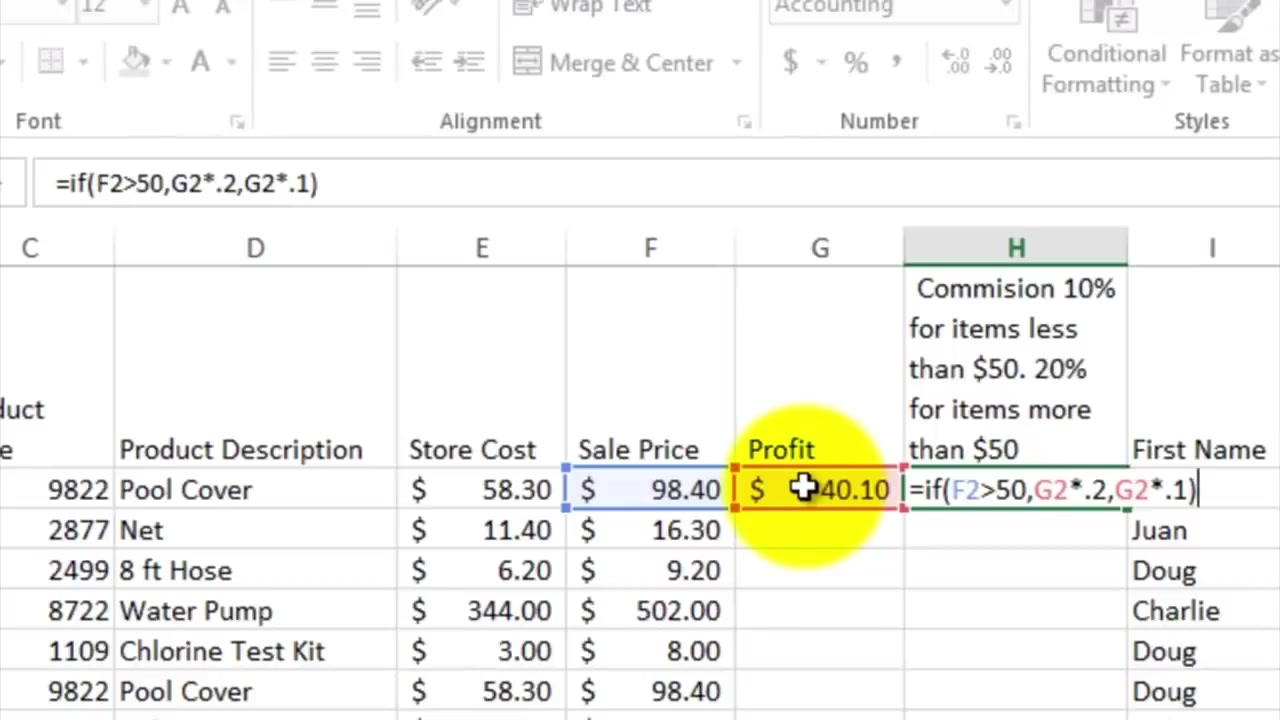 12 A A Wrap Text Accounting
A Merge & Center $ % , Conditional Format as
Formatting Table
Font Alignment Number Styles
=if(F2>50,G2*.2,G2*.1)
C D E F G H I
Commision 10%
for items less
than $50. 20%
duct for items more
e Product Description Store Cost Sale Price Profit than $50 First Name
9822 Pool Cover $ 58.30 $ 98.40 $ 40.10 =if(F2>50,G2*.2,G2*.1)
2877 Net $ 11.40 $ 16.30 Juan
2499 8 ft Hose $ 6.20 $ 9.20 Doug
8722 Water Pump $ 344.00 $ 502.00 Charlie
1109 Chlorine Test Kit $ 3.00 $ 8.00 Doug
9822 Pool Cover $ 58.30 $ 98.40 Doug